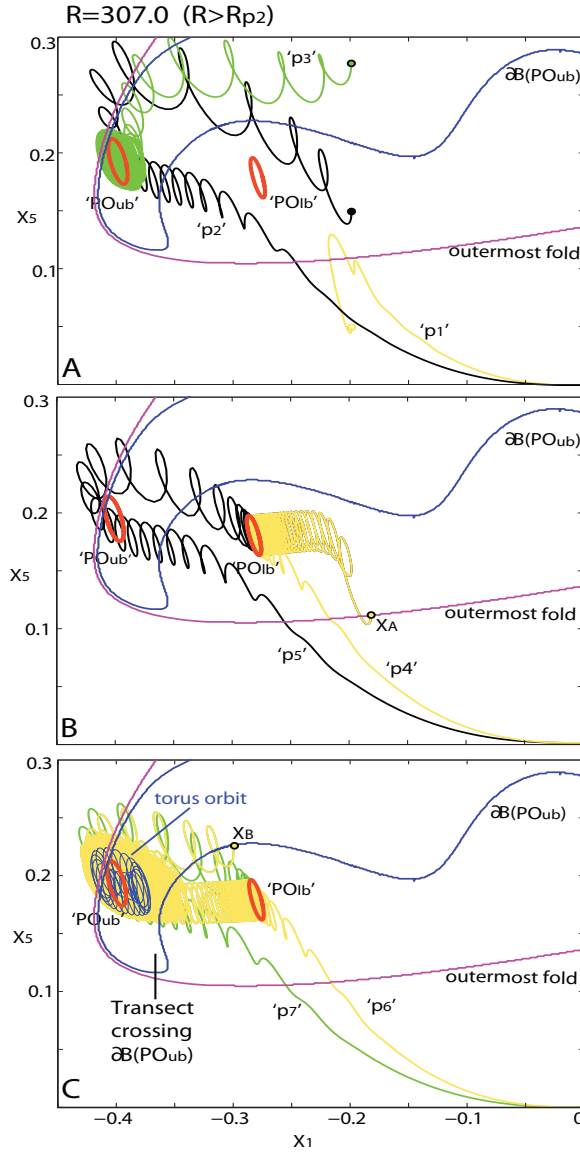 R=307.0 (R>Rp2)
0.3
'p3'
∂B(POub)
0.2
'POub'
'POlb'
X5
'p2'
outermost fold
0.1
'p1'
A
0.3
∂B(POub)
0.2
'POub'
'POlb'
X5
outermost fold
XA
0.1
'p5'
'p4'
B
0.3
torus orbit
∂B(POub)
XB
0.2
'POlb'
'POub'
X5
outermost fold
0.1
Transect
crossing
∂B(POub)
'p7'
'p6'
C
−0.4 −0.3 −0.2 −0.1 0
X1